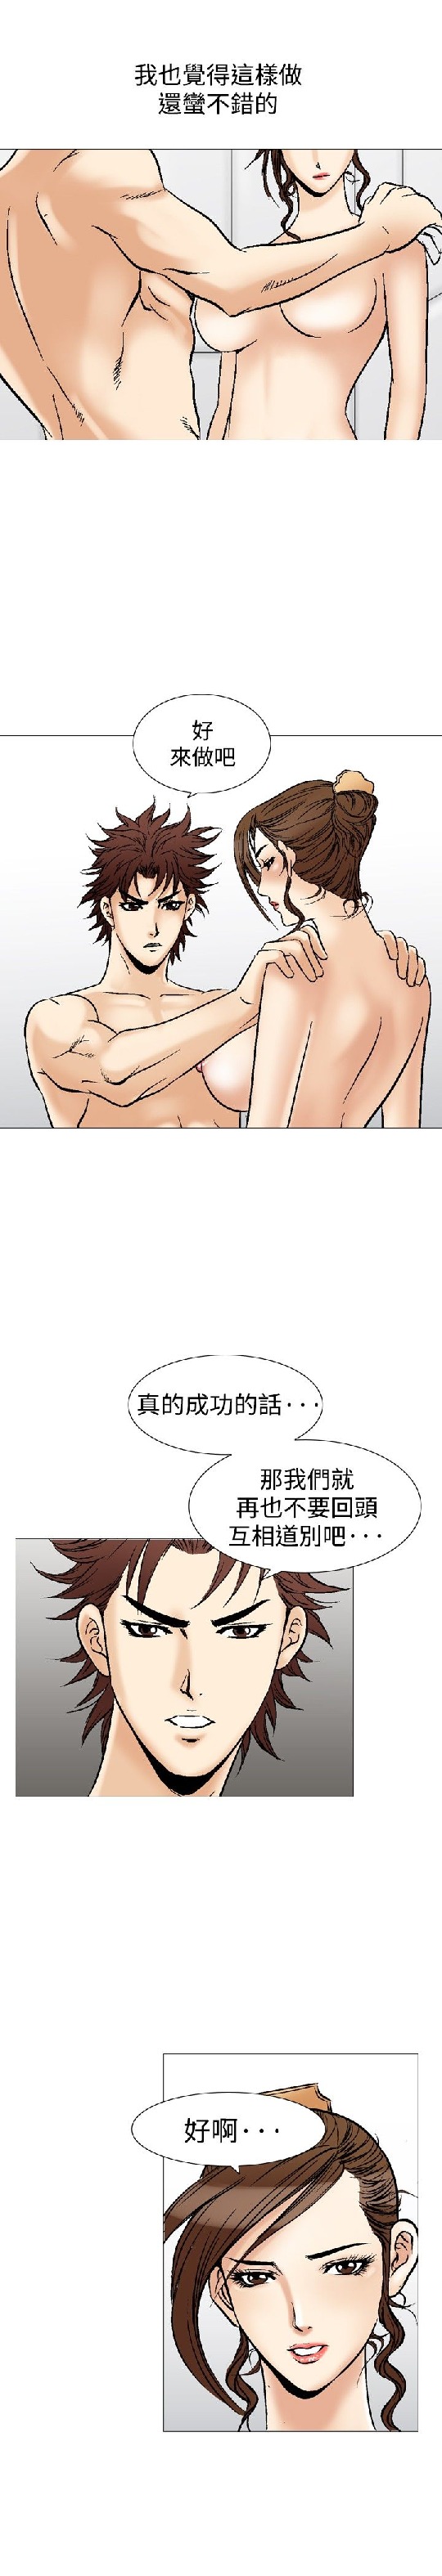 我也覺得這樣做
還蠻不錯的
好
來做吧
真的成功的話···
那我們就
再也不要回頭
互相道別吧···
好啊···